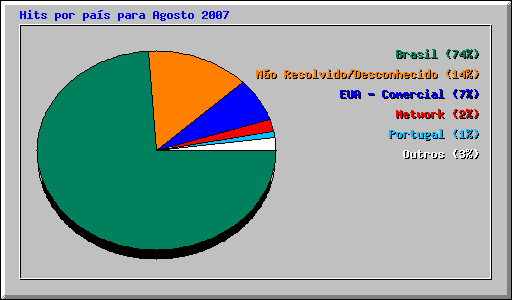 Hits por país para Agosto 2007
Brasil (74%)
Não Resolvido/Desconhecido (14%)
EUA - Comercial (7%)
Network (2%)
Portugal (1%)
Outros (3%)